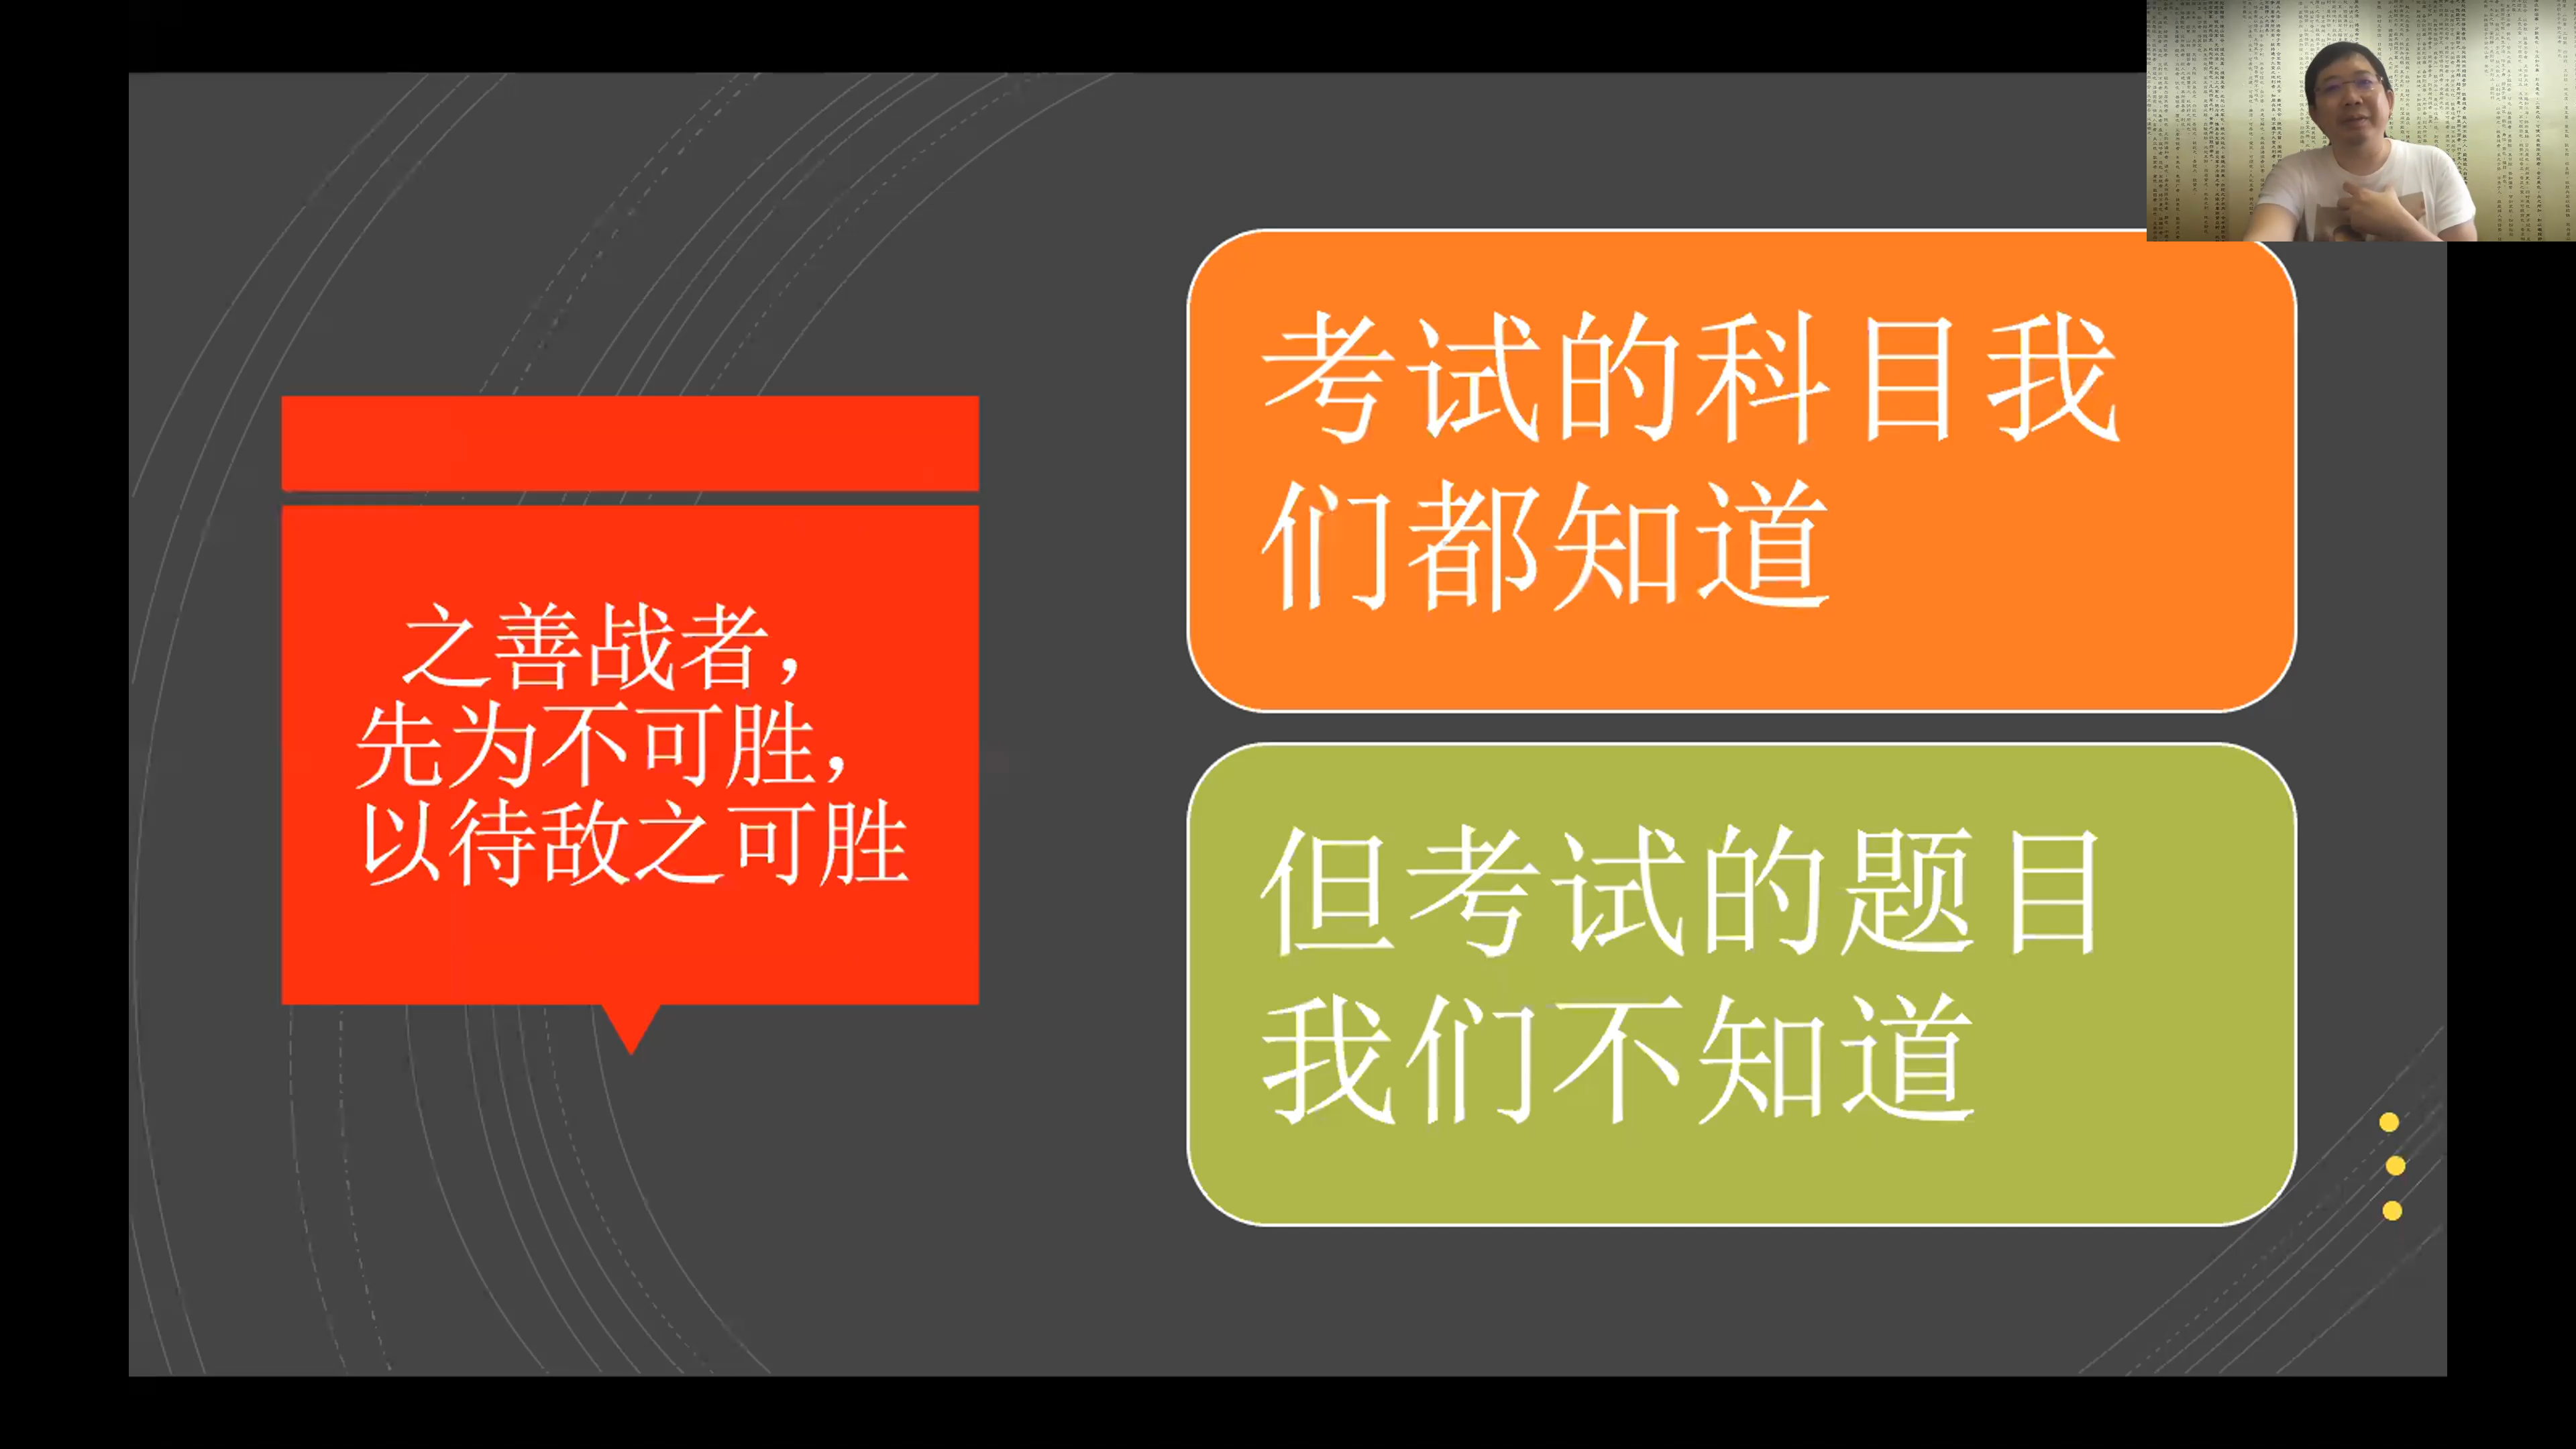 之善战者，
先为不可胜，
以待敌之可胜
考试的科目我
们都知道
但考试的题目
我们不知道